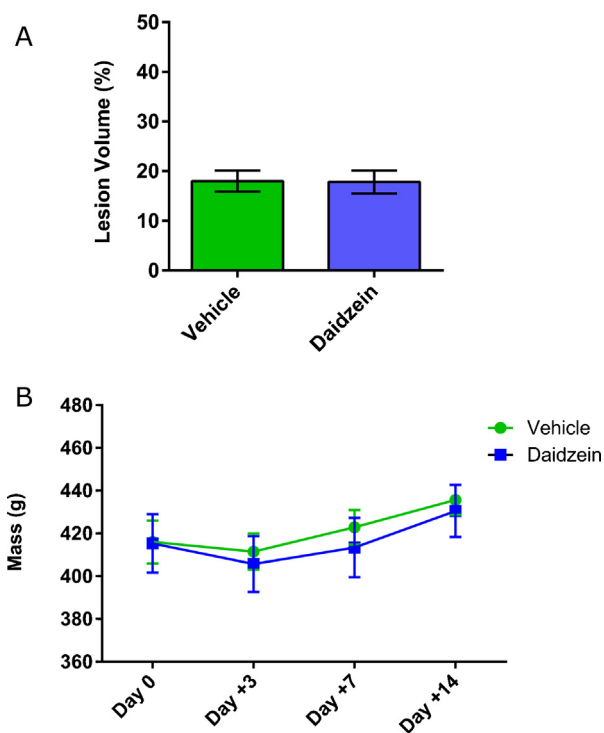 A
50
40
30
20
10
0
Lesion Volume (%)
Vehicle
Daidzein
B
480
460
440
420
400
380
360
Mass (g)
Day 0
Day +3
Day +7
Day +14
Vehicle
Daidzein